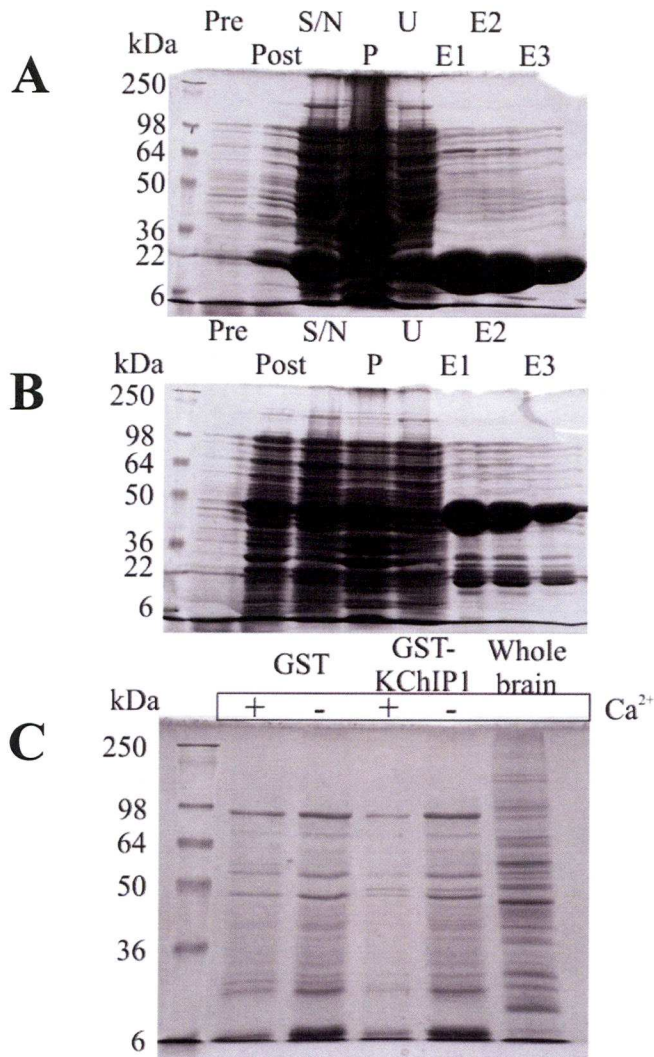 Pre S/N U E2
kDa Post P E1 E3
A
250
98
64
50
36
22
6
Pre S/N U E2
kDa Post P E1 E3
B
250
98
64
50
36
22
6
GST GST-KChIP1 Whole brain
kDa + - + - Ca²⁺
C
250
98
64
50
36
6